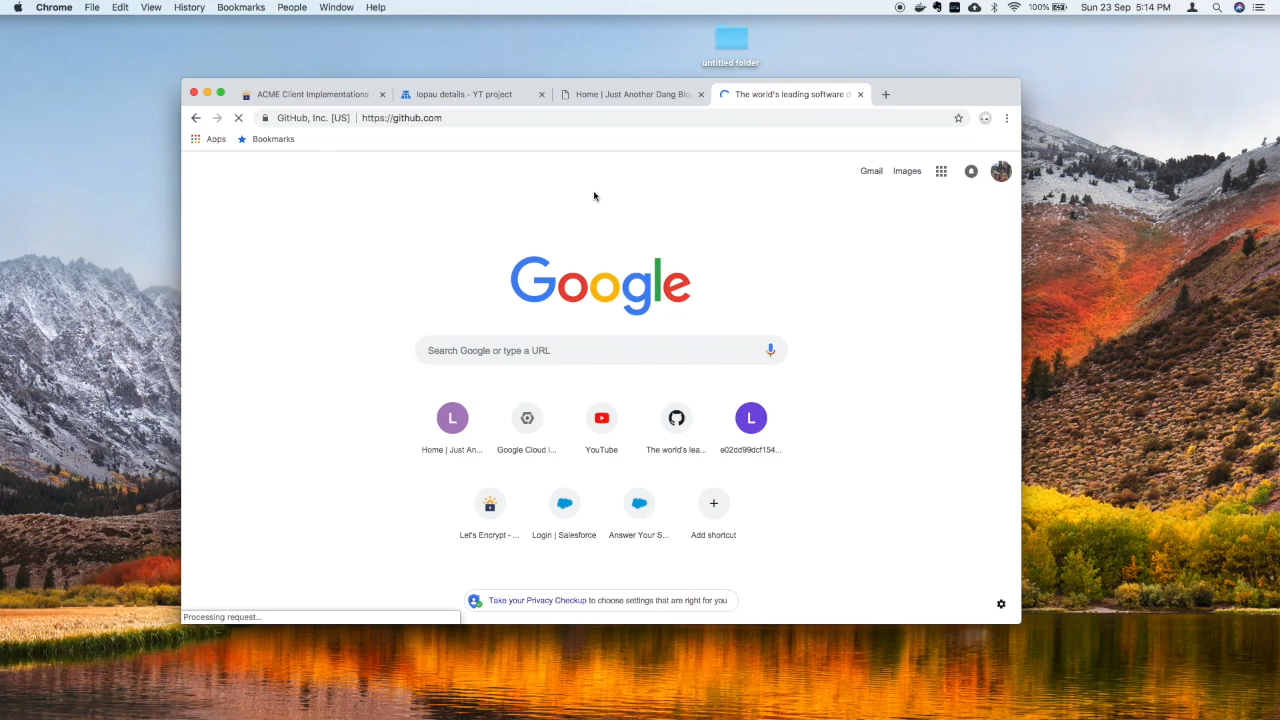 Chrome File Edit View History Bookmarks People Window Help 100% Sun 23 Sep 5:14 PM
untitled folder
ACME Client Implementations lopau details - YT project Home | Just Another Dang Blo The world's leading software d
GitHub, Inc. [US] https://github.com
Apps Bookmarks
Gmail Images
Google
Search Google or type a URL
L L
Home | Just An... Google Cloud i... YouTube The world's lea... e02dd99dcf154...
Let's Encrypt - ... Login | Salesforce Answer Your S... Add shortcut
Take your Privacy Checkup to choose settings that are right for you
Processing request...